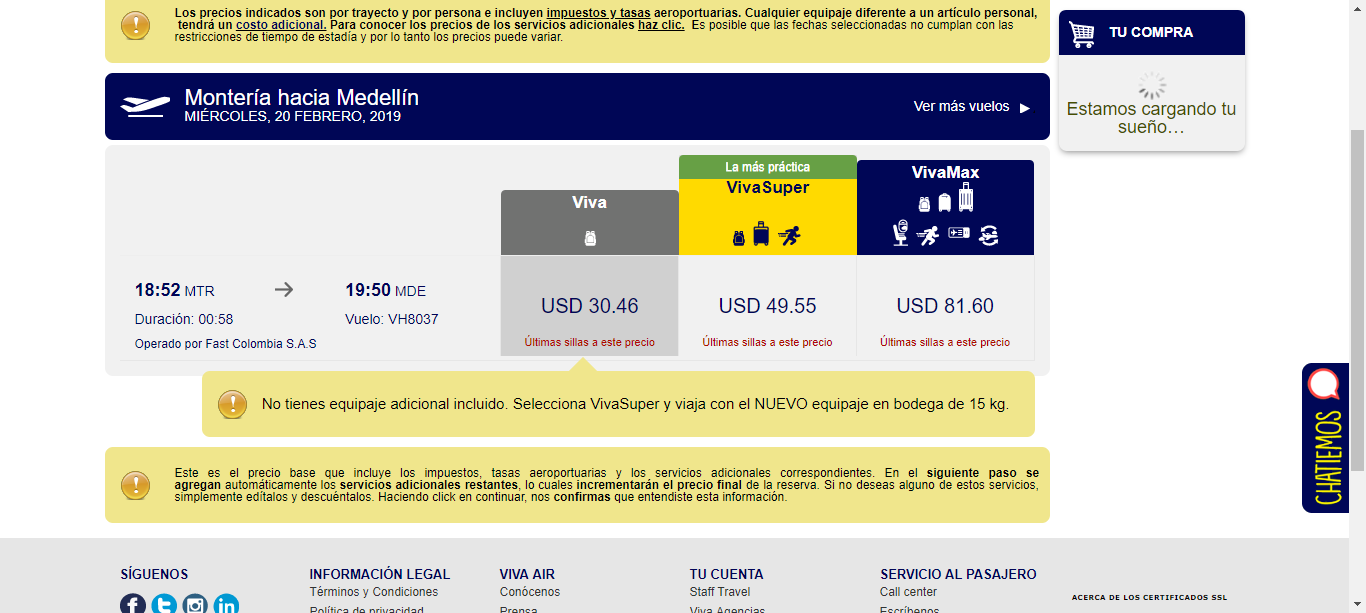 Los precios indicados son por trayecto y por persona e incluyen impuestos y tasas aeroportuarias. Cualquier equipaje diferente a un artículo personal,
tendrá un costo adicional. Para conocer los precios de los servicios adicionales haz clic. Es posible que las fechas seleccionadas no cumplan con las
restricciones de tiempo de estadía y por lo tanto los precios puede variar.
TU COMPRA
Estamos cargando tu
sueño…
Montería hacia Medellín
MIÉRCOLES, 20 FEBRERO, 2019
Ver más vuelos
Viva
La más práctica
VivaSuper
VivaMax
18:52 MTR
19:50 MDE
Duración: 00:58
Vuelo: VH8037
Operado por Fast Colombia S.A.S
USD 30.46
Últimas sillas a este precio
USD 49.55
Últimas sillas a este precio
USD 81.60
Últimas sillas a este precio
No tienes equipaje adicional incluido. Selecciona VivaSuper y viaja con el NUEVO equipaje en bodega de 15 kg.
CHATIEMOS
Este es el precio base que incluye los impuestos, tasas aeroportuarias y los servicios adicionales correspondientes. En el siguiente paso se
agregan automáticamente los servicios adicionales restantes, lo cuales incrementarán el precio final de la reserva. Si no deseas alguno de estos servicios,
simplemente edítalos y descuéntalos. Haciendo click en continuar, nos confirmas que entendiste esta información.
SÍGUENOS
INFORMACIÓN LEGAL
Términos y Condiciones
Política de privacidad
VIVA AIR
Conócenos
Prensa
TU CUENTA
Staff Travel
Viva Agencias
SERVICIO AL PASAJERO
Call center
Escríbenos
ACERCA DE LOS CERTIFICADOS SSL